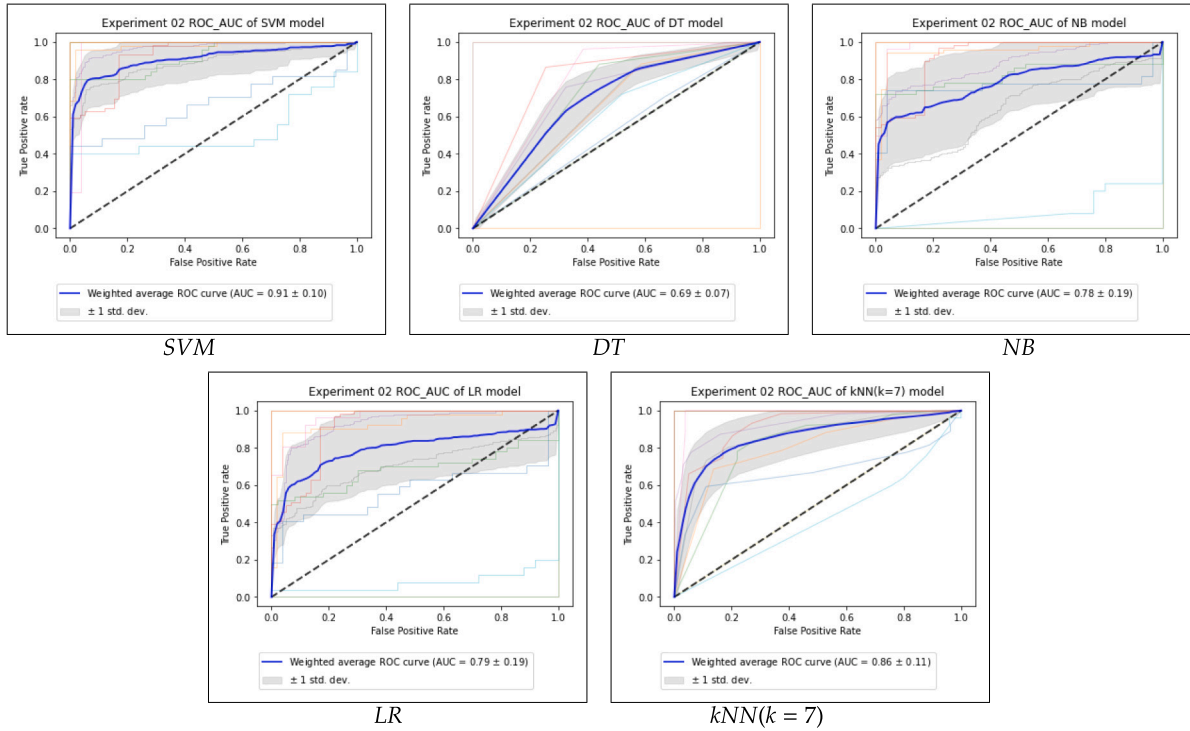 Experiment 02 ROC_AUC of SVM model
True Positive rate
1.0
0.8
0.6
0.4
0.2
0.0
0.0 0.2 0.4 0.6 0.8 1.0
False Positive Rate
Weighted average ROC curve (AUC = 0.91 ± 0.10)
± 1 std. dev.
SVM
Experiment 02 ROC_AUC of DT model
True Positive rate
1.0
0.8
0.6
0.4
0.2
0.0
0.0 0.2 0.4 0.6 0.8 1.0
False Positive Rate
Weighted average ROC curve (AUC = 0.69 ± 0.07)
± 1 std. dev.
DT
Experiment 02 ROC_AUC of NB model
True Positive rate
1.0
0.8
0.6
0.4
0.2
0.0
0.0 0.2 0.4 0.6 0.8 1.0
False Positive Rate
Weighted average ROC curve (AUC = 0.78 ± 0.19)
± 1 std. dev.
NB
Experiment 02 ROC_AUC of LR model
True Positive rate
1.0
0.8
0.6
0.4
0.2
0.0
0.0 0.2 0.4 0.6 0.8 1.0
False Positive Rate
Weighted average ROC curve (AUC = 0.79 ± 0.19)
± 1 std. dev.
LR
Experiment 02 ROC_AUC of kNN(k=7) model
True Positive rate
1.0
0.8
0.6
0.4
0.2
0.0
0.0 0.2 0.4 0.6 0.8 1.0
False Positive Rate
Weighted average ROC curve (AUC = 0.86 ± 0.11)
± 1 std. dev.
kNN(k = 7)